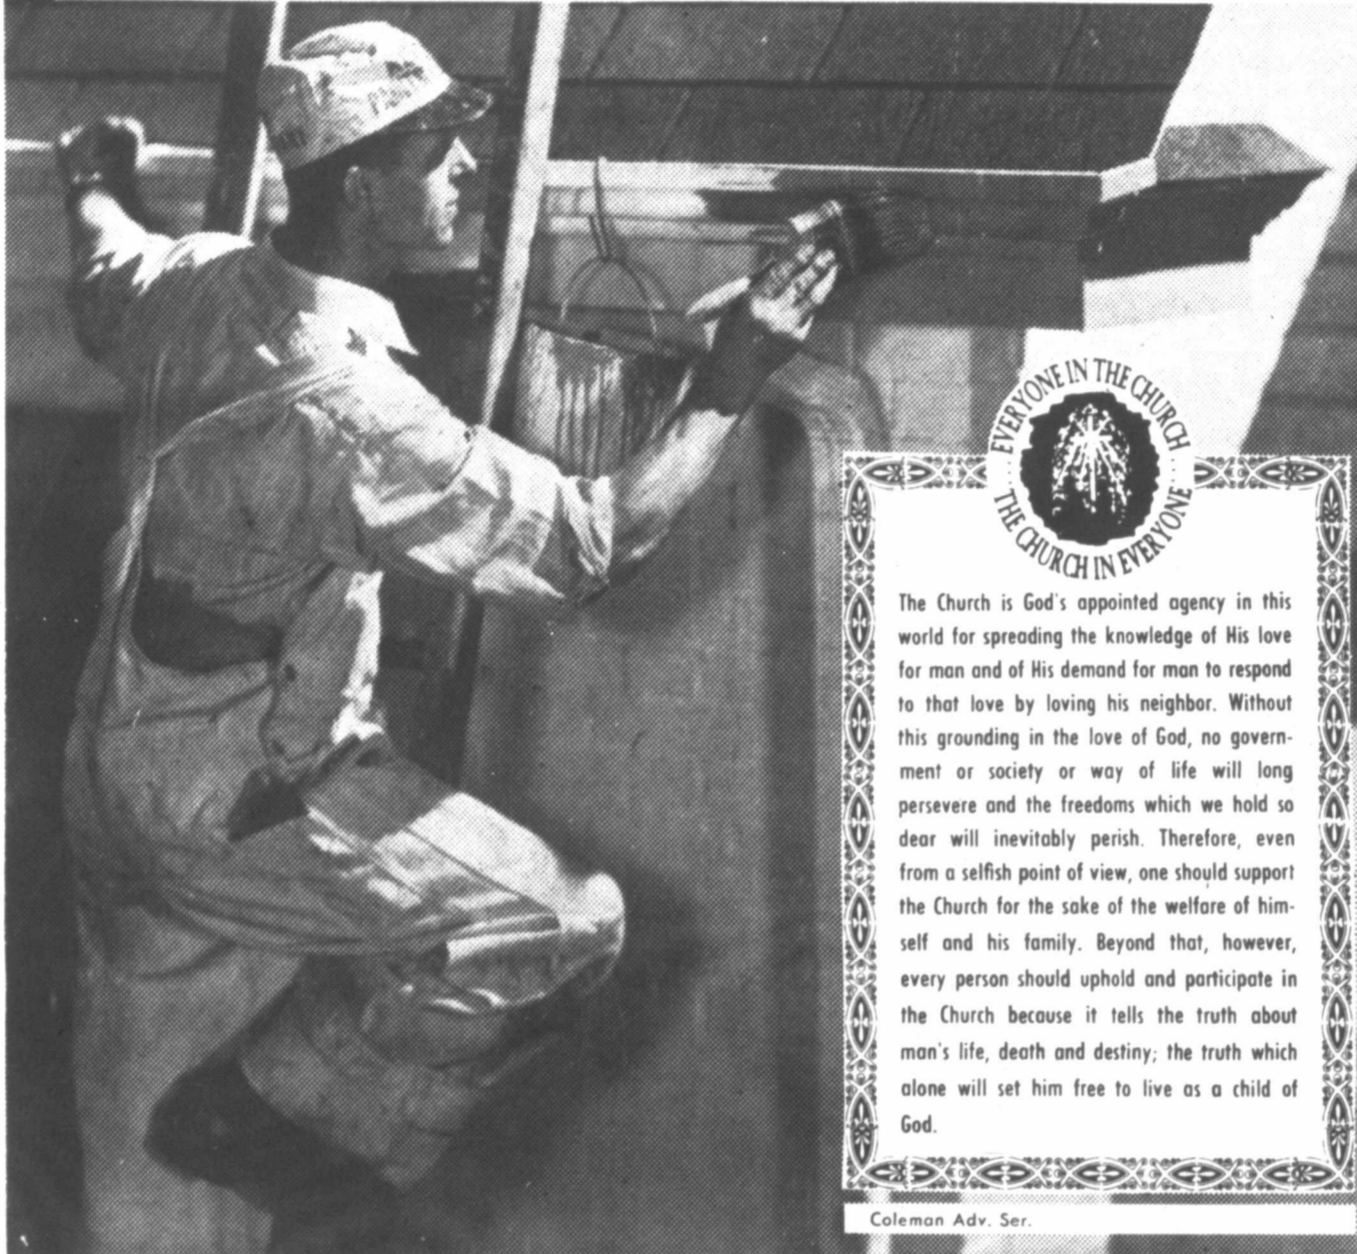 EVERYONE IN THE CHURCH ...
THE CHURCH IN EVERYONE ...
The Church is God's appointed agency in this
world for spreading the knowledge of His love
for man and of His demand for man to respond
to that love by loving his neighbor. Without
this grounding in the love of God, no govern-
ment or society or way of life will long
persevere and the freedoms which we hold so
dear will inevitably perish. Therefore, even
from a selfish point of view, one should support
the Church for the sake of the welfare of him-
self and his family. Beyond that, however,
every person should uphold and participate in
the Church because it tells the truth about
man's life, death and destiny; the truth which
alone will set him free to live as a child of
God.
Coleman Adv. Ser.